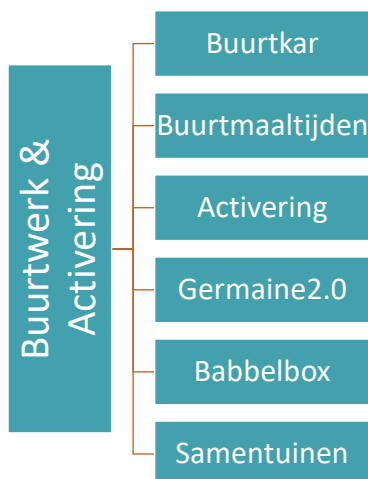 Buurtwerk &
Activering
Buurtkar
Buurtmaaltijden
Activering
Germaine2.0
Babbelbox
Samentuinen